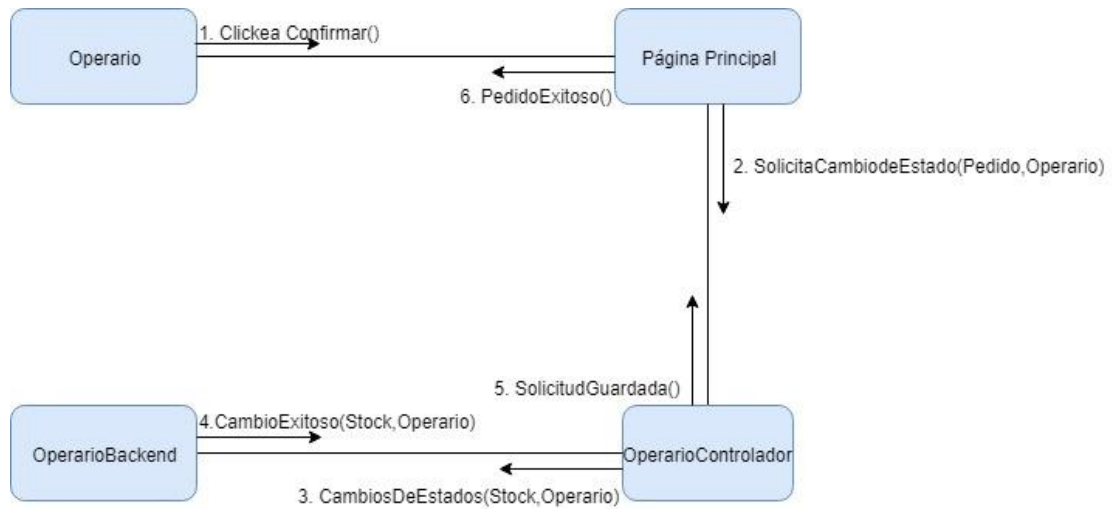 1. Clickea Confirmar()
Operario
Página Principal
6. PedidoExitoso()
2. SolicitaCambiodeEstado(Pedido,Operario)
5. SolicitudGuardada()
4.CambioExitoso(Stock,Operario)
OperarioBackend
OperarioControlador
3. CambiosDeEstados(Stock,Operario)